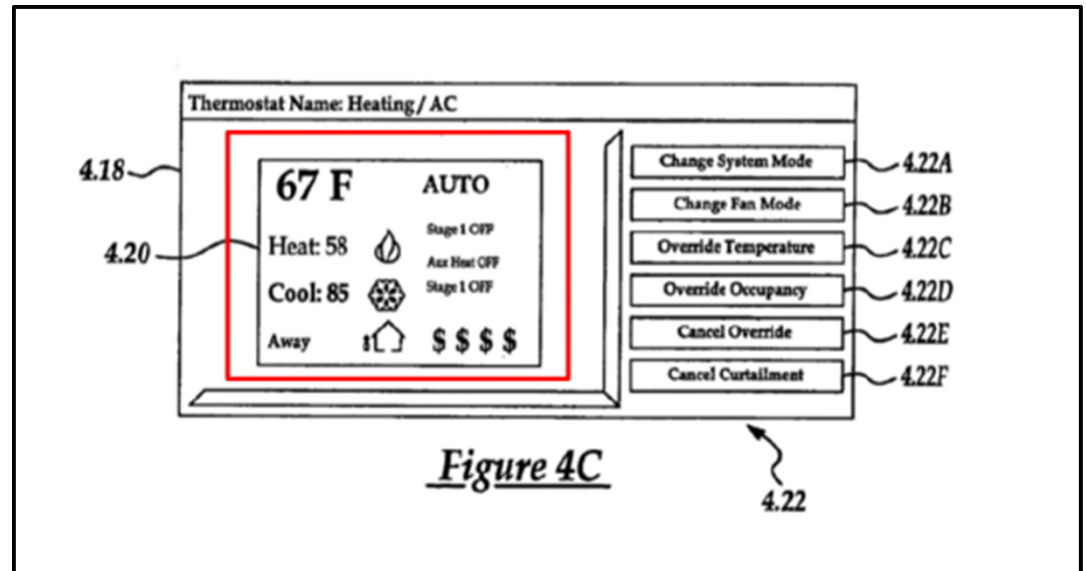 Thermostat Name: Heating / AC
67 F AUTO
Stage 1 OFF
Heat: 58
Aux Heat OFF
Cool: 85 Stage 1 OFF
Away $ $ $ $
Change System Mode
Change Fan Mode
Override Temperature
Override Occupancy
Cancel Override
Cancel Curtailment
4.18
4.20
4.22A
4.22B
4.22C
4.22D
4.22E
4.22F
4.22
Figure 4C